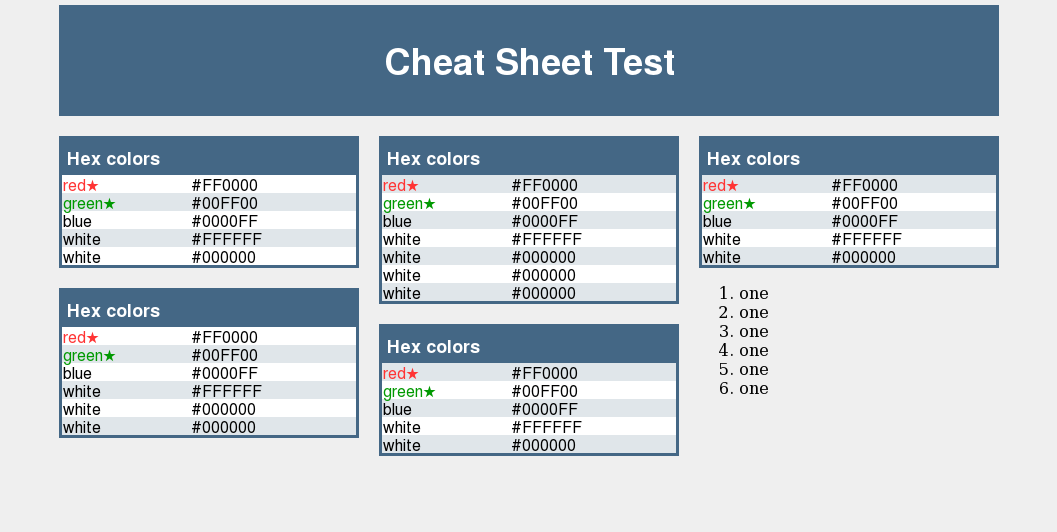 Cheat Sheet Test
Hex colors
red★ #FF0000
green★ #00FF00
blue #0000FF
white #FFFFFF
white #000000
Hex colors
red★ #FF0000
green★ #00FF00
blue #0000FF
white #FFFFFF
white #000000
white #000000
Hex colors
red★ #FF0000
green★ #00FF00
blue #0000FF
white #FFFFFF
white #000000
white #000000
white #000000
Hex colors
red★ #FF0000
green★ #00FF00
blue #0000FF
white #FFFFFF
white #000000
Hex colors
red★ #FF0000
green★ #00FF00
blue #0000FF
white #FFFFFF
white #000000
1. one
2. one
3. one
4. one
5. one
6. one